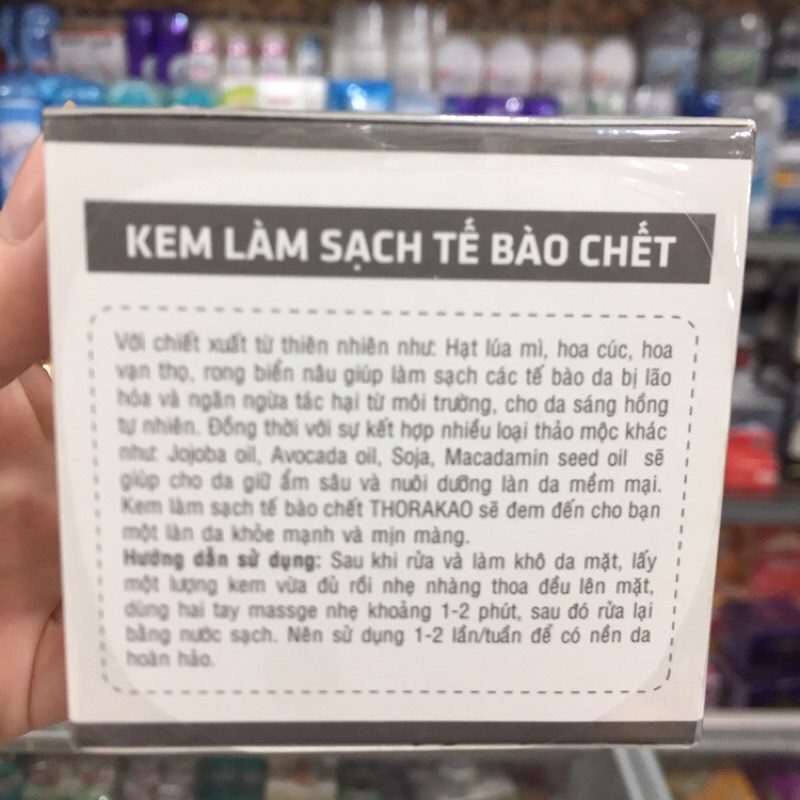 KEM LÀM SẠCH TẾ BÀO CHẾT
Với chiết xuất từ thiên nhiên như: Hạt lúa mì, hoa cúc, hoa
vạn thọ, rong biển nâu giúp làm sạch các tế bào da bị lão
hóa và ngăn ngừa tác hại từ môi trường, cho da sáng hồng
tự nhiên. Đồng thời với sự kết hợp nhiều loại thảo mộc khác
như: Jojoba oil, Avocada oil, Soja, Macadamin seed oil sẽ
giúp cho da giữ ẩm sâu và nuôi dưỡng làn da mềm mại.
Kem làm sạch tế bào chết THORAKAO sẽ đem đến cho bạn
một làn da khỏe mạnh và mịn màng.
Hướng dẫn sử dụng: Sau khi rửa và làm khô da mặt, lấy
một lượng kem vừa đủ rồi nhẹ nhàng thoa đều lên mặt,
dùng hai tay massge nhẹ khoảng 1-2 phút, sau đó rửa lại
bằng nước sạch. Nên sử dụng 1-2 lần/tuần để có nền da
hoàn hảo.